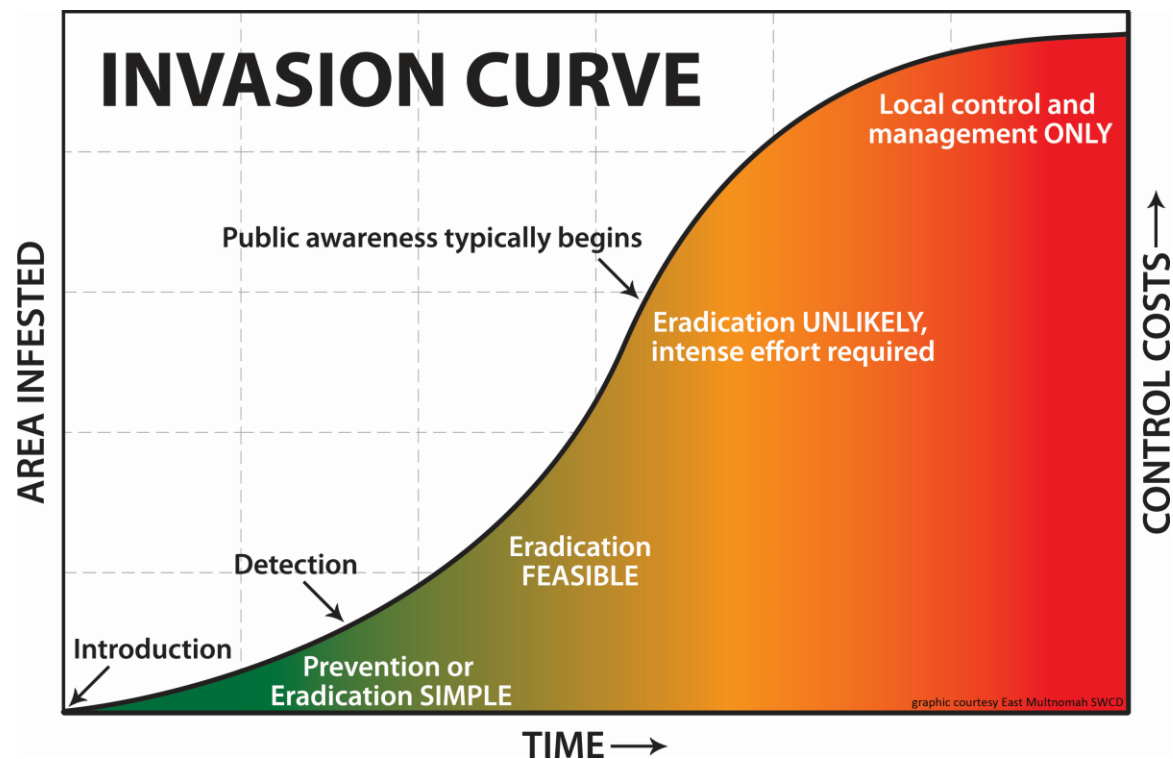 INVASION CURVE
Local control and
management ONLY
Public awareness typically begins
Eradication UNLIKELY,
intense effort required
AREA INFESTED
CONTROL COSTS
Eradication
FEASIBLE
Detection
Introduction
Prevention or
Eradication SIMPLE
graphic courtesy East Multnomah SWCD
TIME